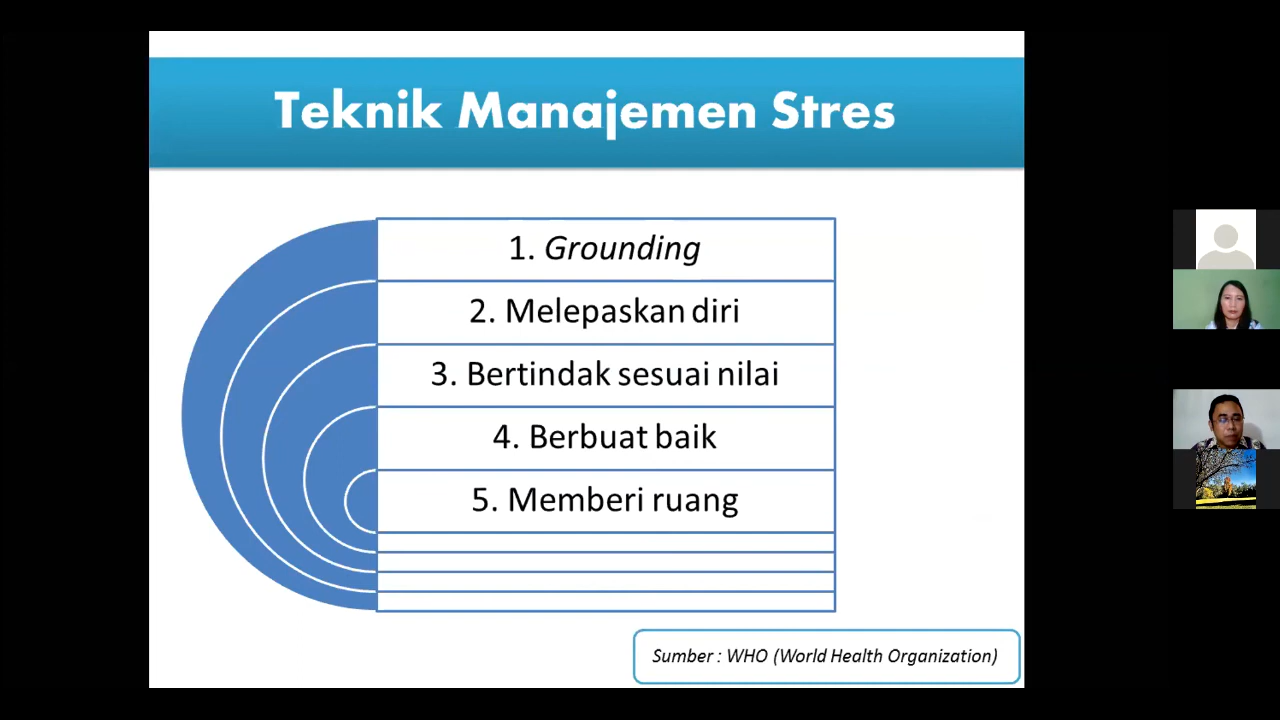 Teknik Manajemen Stres
1. Grounding
2. Melepaskan diri
3. Bertindak sesuai nilai
4. Berbuat baik
5. Memberi ruang
Sumber : WHO (World Health Organization)